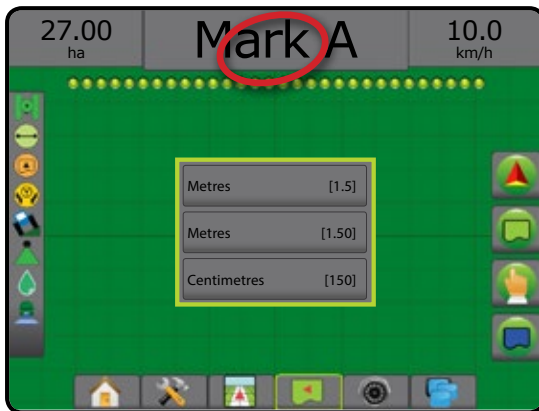 27.00
ha
Mark A
10.0
km/h
Metres [1.5]
Metres [1.50]
Centimetres [150]